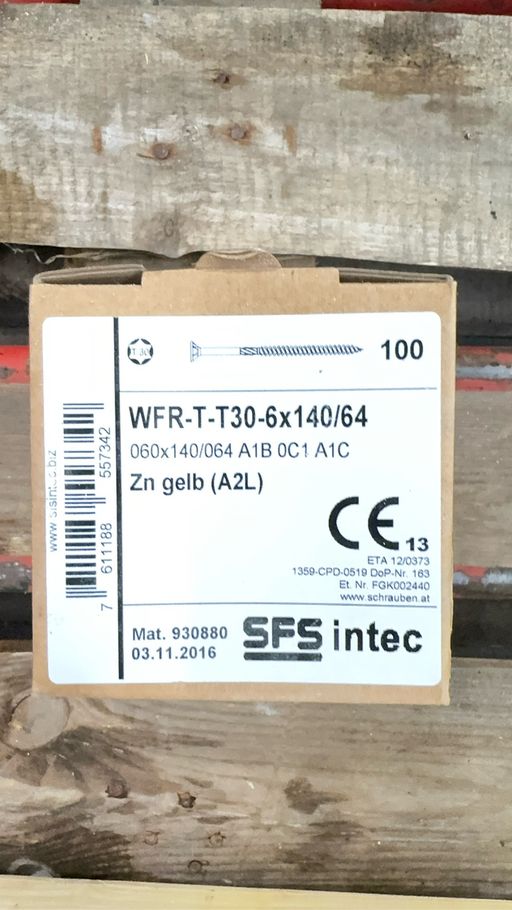 T 30
100
WFR-T-T30-6x140/64
060x140/064 A1B 0C1 A1C
Zn gelb (A2L)
CE 13
ETA 12/0373
1359-CPD-0519 DoP-Nr. 163
Et. Nr. FGK002440
www.schrauben.at
Mat. 930880
03.11.2016
SFS intec
7 611188 557342